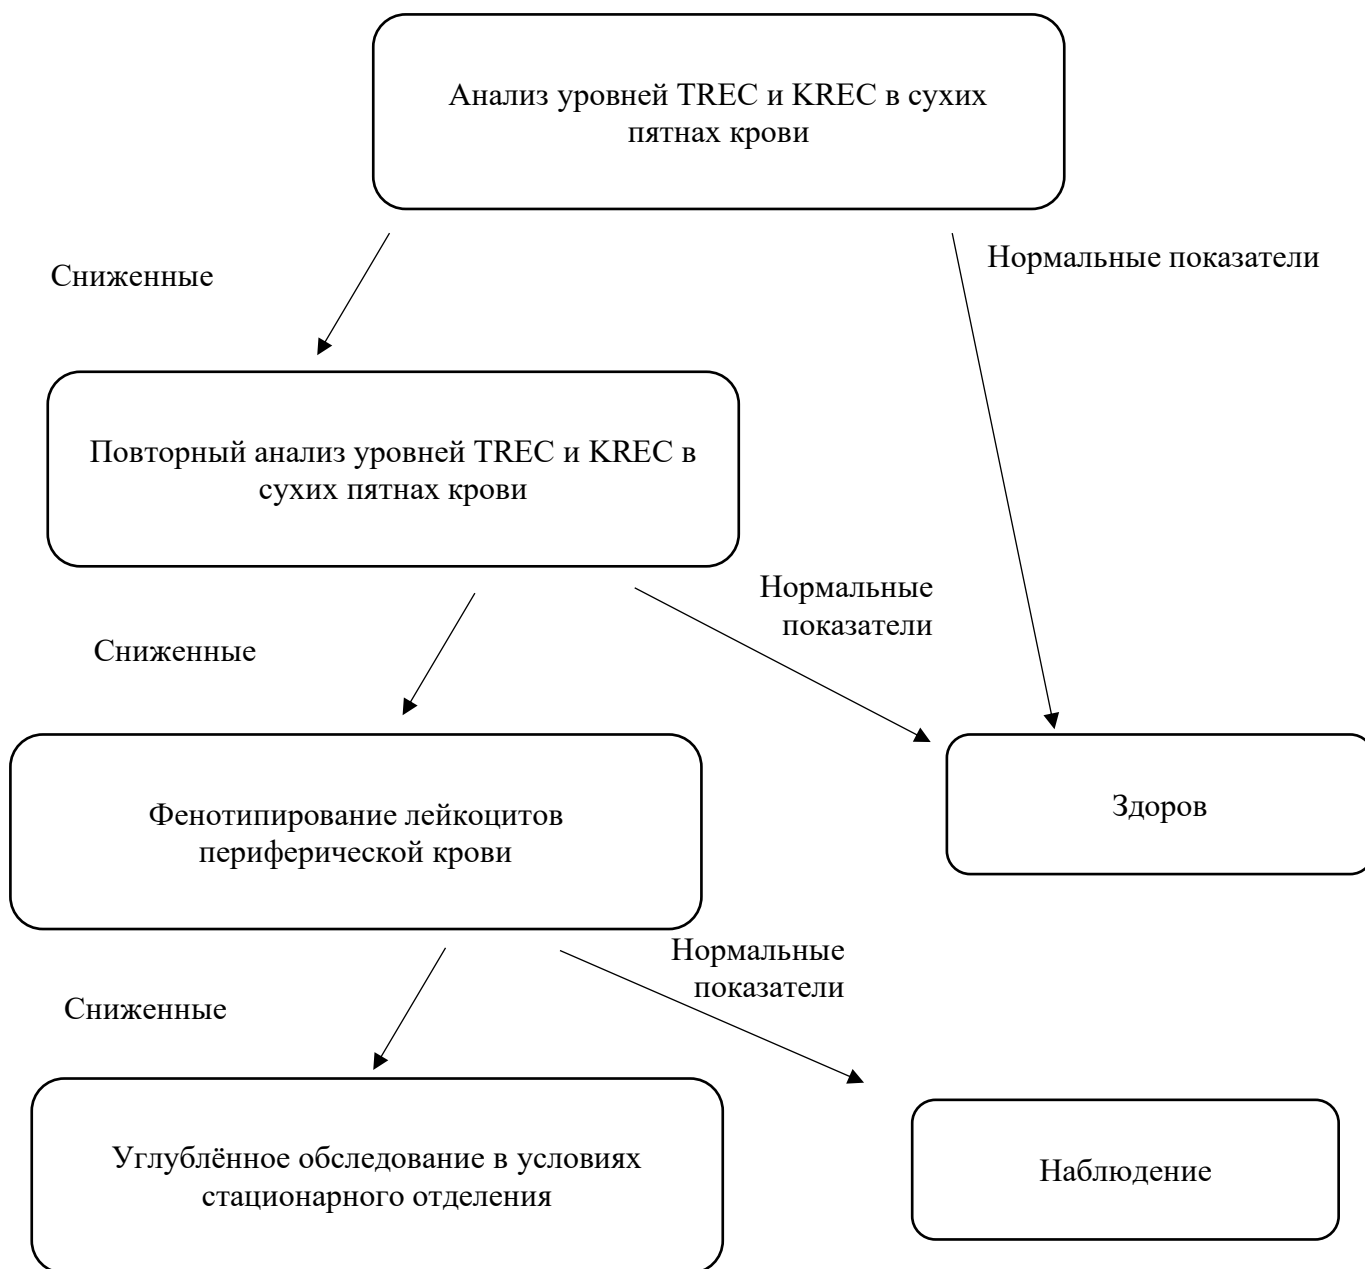 Анализ уровней TREC и KREC в сухих
пятнах крови
Сниженные
Нормальные показатели
Повторный анализ уровней TREC и KREC в
сухих пятнах крови
Сниженные
Нормальные
показатели
Фенотипирование лейкоцитов
периферической крови
Здоров
Сниженные
Нормальные
показатели
Углублённое обследование в условиях
стационарного отделения
Наблюдение